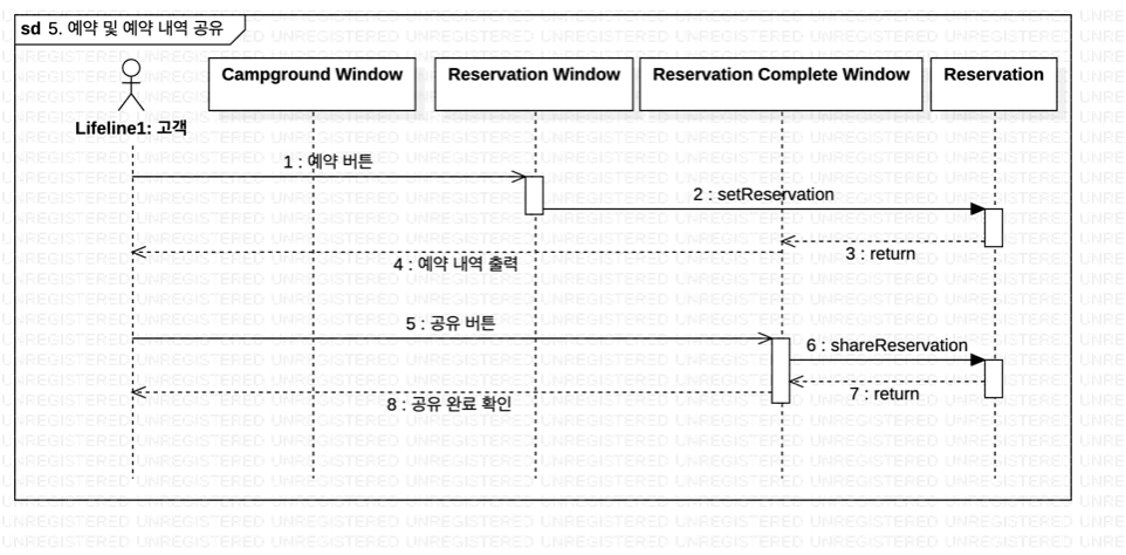 sd 5. 예약 및 예약 내역 공유
Campground Window
Reservation Window
Reservation Complete Window
Reservation
Lifeline1: 고객
1 : 예약 버튼
2 : setReservation
3 : return
4 : 예약 내역 출력
5 : 공유 버튼
6 : shareReservation
7 : return
8 : 공유 완료 확인
UNREGISTERED